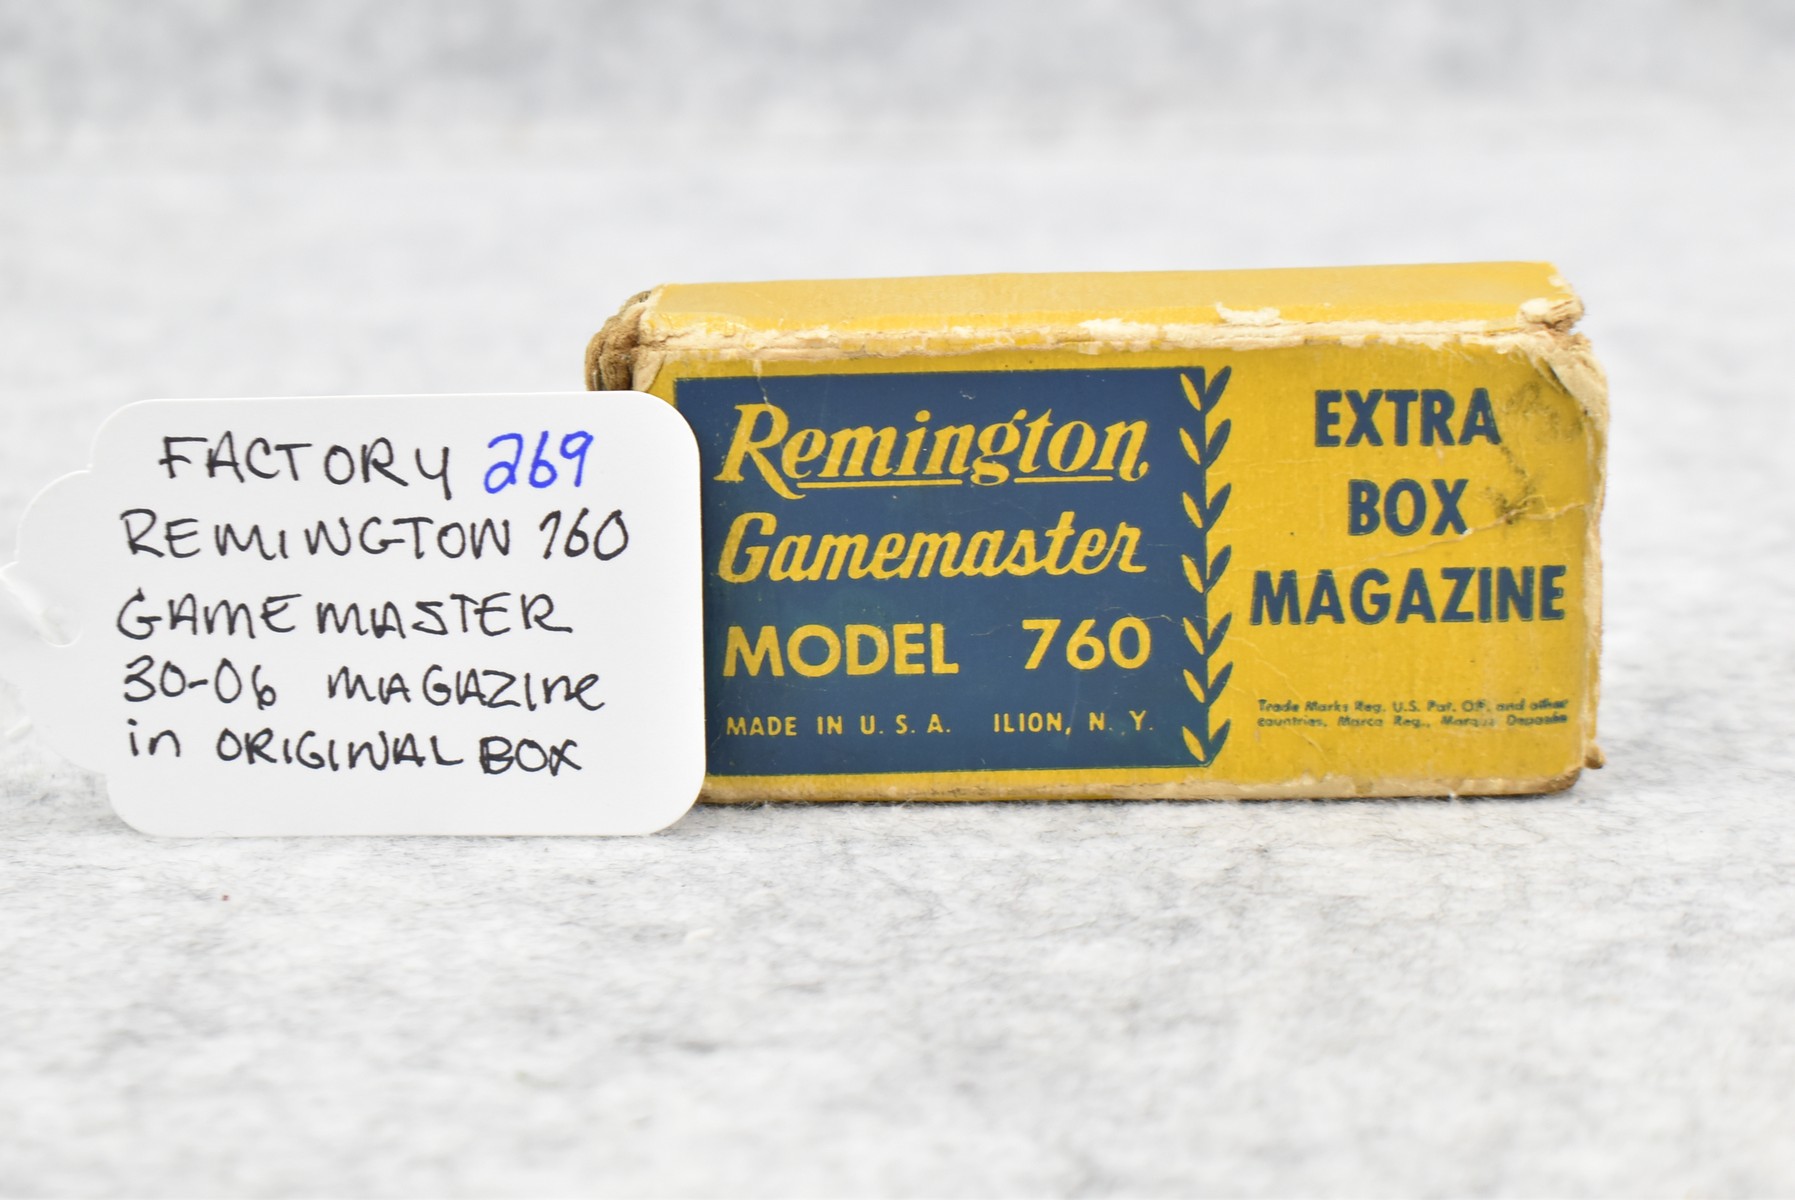 FACTORY 269
REMINGTON 760
GAMEMASTER
30-06 MAGAZINE
in ORIGINAL BOX
Remington
Gamemaster
MODEL 760
MADE IN U. S. A. ILION, N. Y.
EXTRA
BOX
MAGAZINE
Trade Marks Reg. U.S. Pat. Off. and other
countries, Marca Reg., Marque Deposée